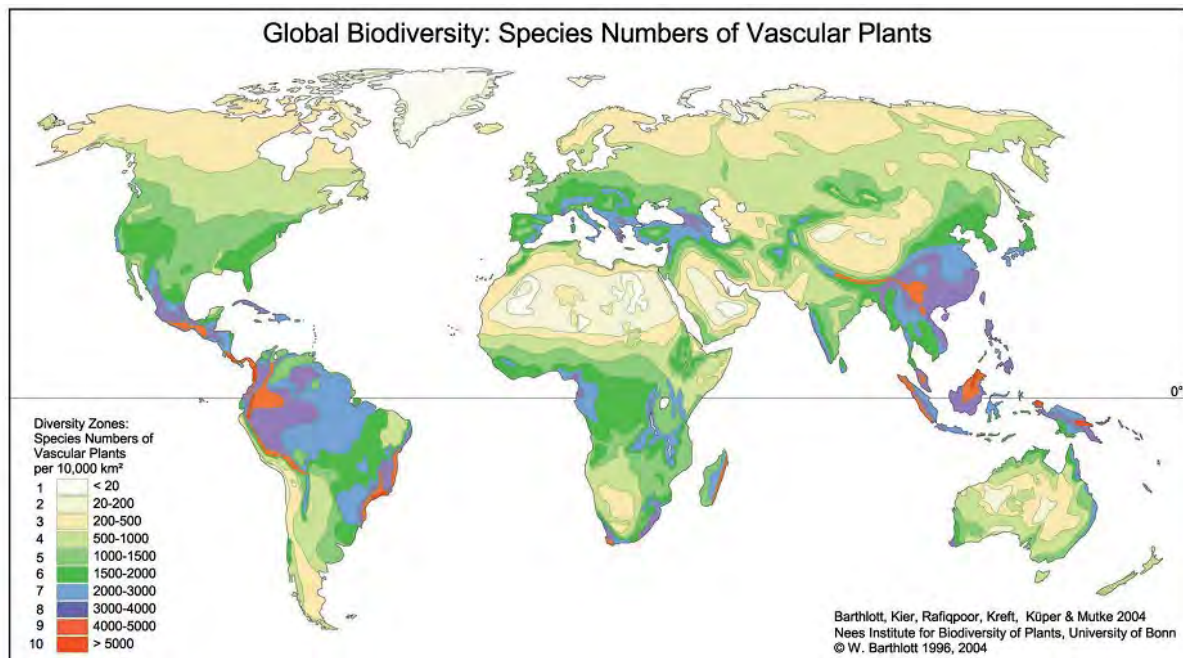 Global Biodiversity: Species Numbers of Vascular Plants
0°
Diversity Zones:
Species Numbers of
Vascular Plants
per 10,000 km²
1 < 20
2 20-200
3 200-500
4 500-1000
5 1000-1500
6 1500-2000
7 2000-3000
8 3000-4000
9 4000-5000
10 > 5000
Barthlott, Kier, Rafiqpoor, Kreft, Küper & Mutke 2004
Nees Institute for Biodiversity of Plants, University of Bonn
© W. Barthlott 1996, 2004